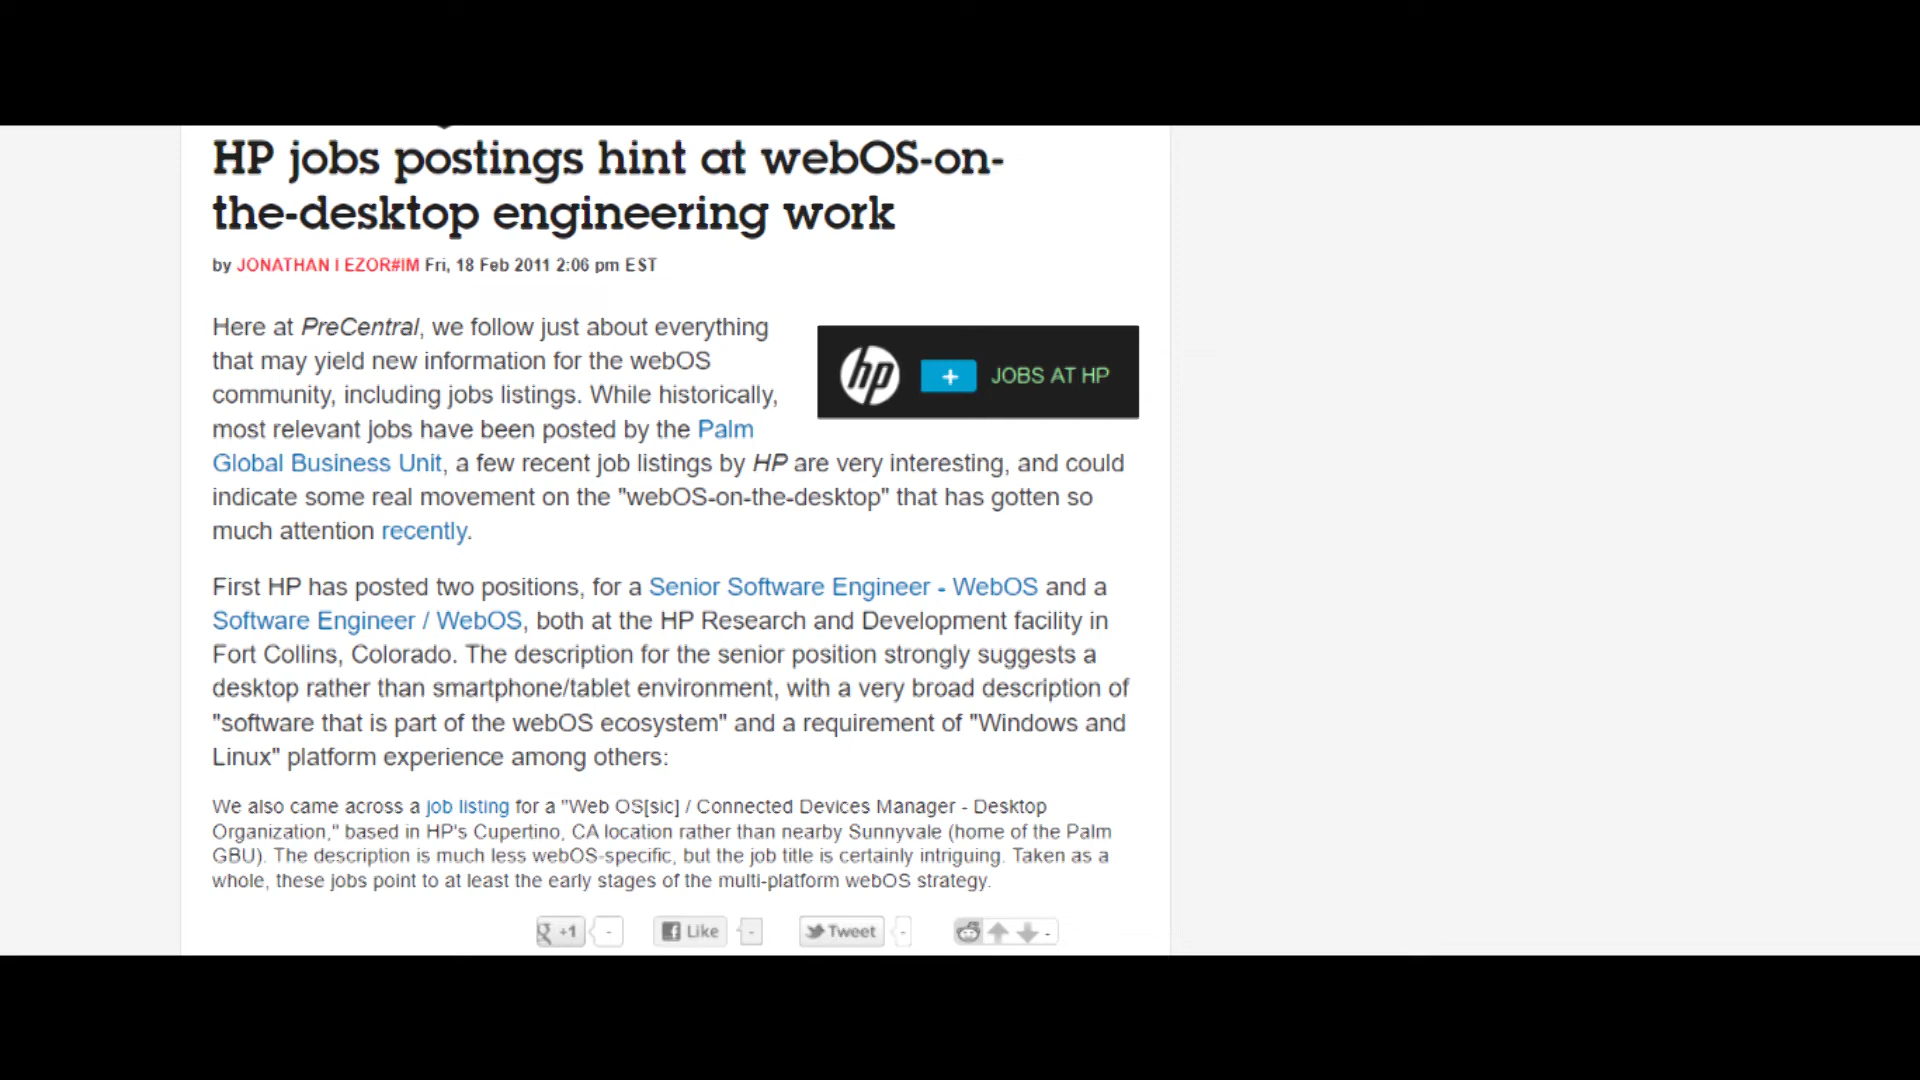 HP jobs postings hint at webOS-on-
the-desktop engineering work
by JONATHAN I EZOR#IM Fri, 18 Feb 2011 2:06 pm EST
Here at PreCentral, we follow just about everything
that may yield new information for the webOS
community, including jobs listings. While historically,
most relevant jobs have been posted by the Palm
hp + JOBS AT HP
Global Business Unit, a few recent job listings by HP are very interesting, and could
indicate some real movement on the "webOS-on-the-desktop" that has gotten so
much attention recently.
First HP has posted two positions, for a Senior Software Engineer - WebOS and a
Software Engineer / WebOS, both at the HP Research and Development facility in
Fort Collins, Colorado. The description for the senior position strongly suggests a
desktop rather than smartphone/tablet environment, with a very broad description of
"software that is part of the webOS ecosystem" and a requirement of "Windows and
Linux" platform experience among others:
We also came across a job listing for a "Web OS[sic] / Connected Devices Manager - Desktop
Organization," based in HP's Cupertino, CA location rather than nearby Sunnyvale (home of the Palm
GBU). The description is much less webOS-specific, but the job title is certainly intriguing. Taken as a
whole, these jobs point to at least the early stages of the multi-platform webOS strategy.
g +1 - f Like - Tweet - -